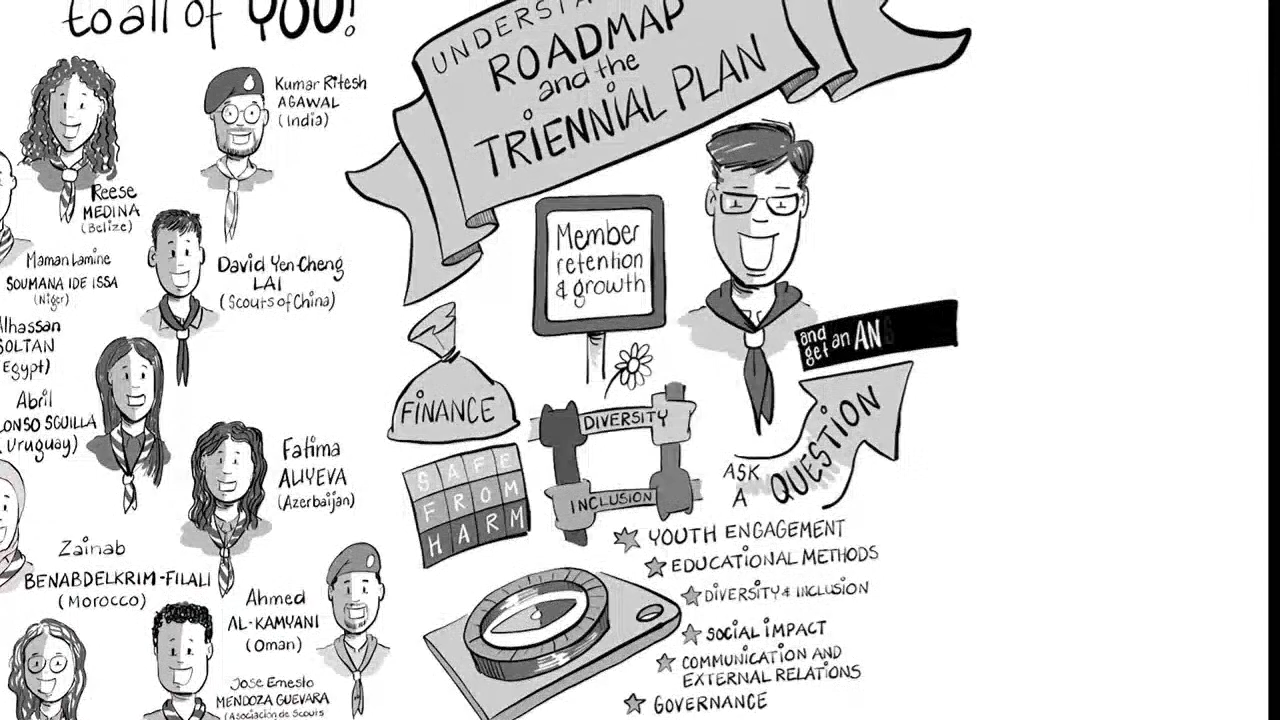 to all of YOU!
Kumar Ritesh
AGAWAL
(India)
Reese
MEDINA
(Belize)
Maman Lamine
SOUMANA IDE ISSA
(Niger)
David Yen-Cheng
LAI
(Scouts of China)
Alhassan
SOLTAN
Egypt)
Abril
LONSO SGUILLA
(Uruguay)
Fatima
ALIYEVA
(Azerbaijan)
Zainab
BENABDELKRIM-FILALI
(Morocco)
Ahmed
AL-KAMYANI
(Oman)
Jose Ernesto
MENDOZA GUEVARA
(Asociación de Scouts
UNDERSTA
ROADMAP
and the
TRIENNIAL PLAN
Member
retention
& growth
FINANCE
DIVERSITY
INCLUSION
SAFE
FROM
HARM
and
get an AN
ASK
A
QUESTION
YOUTH ENGAGEMENT
EDUCATIONAL METHODS
DIVERSITY & INCLUSION
SOCIAL IMPACT
COMMUNICATION AND
EXTERNAL RELATIONS
GOVERNANCE